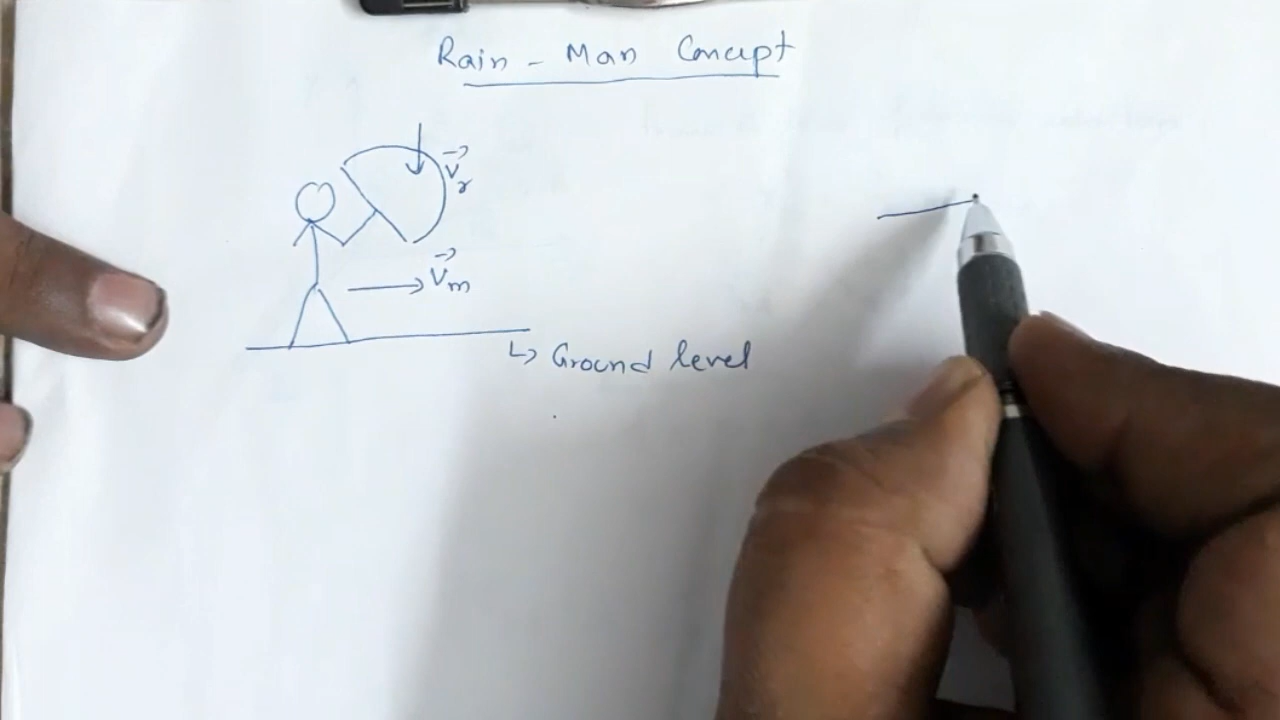 Rain - Man Concept
V⃗r
V⃗m
↳ Ground level